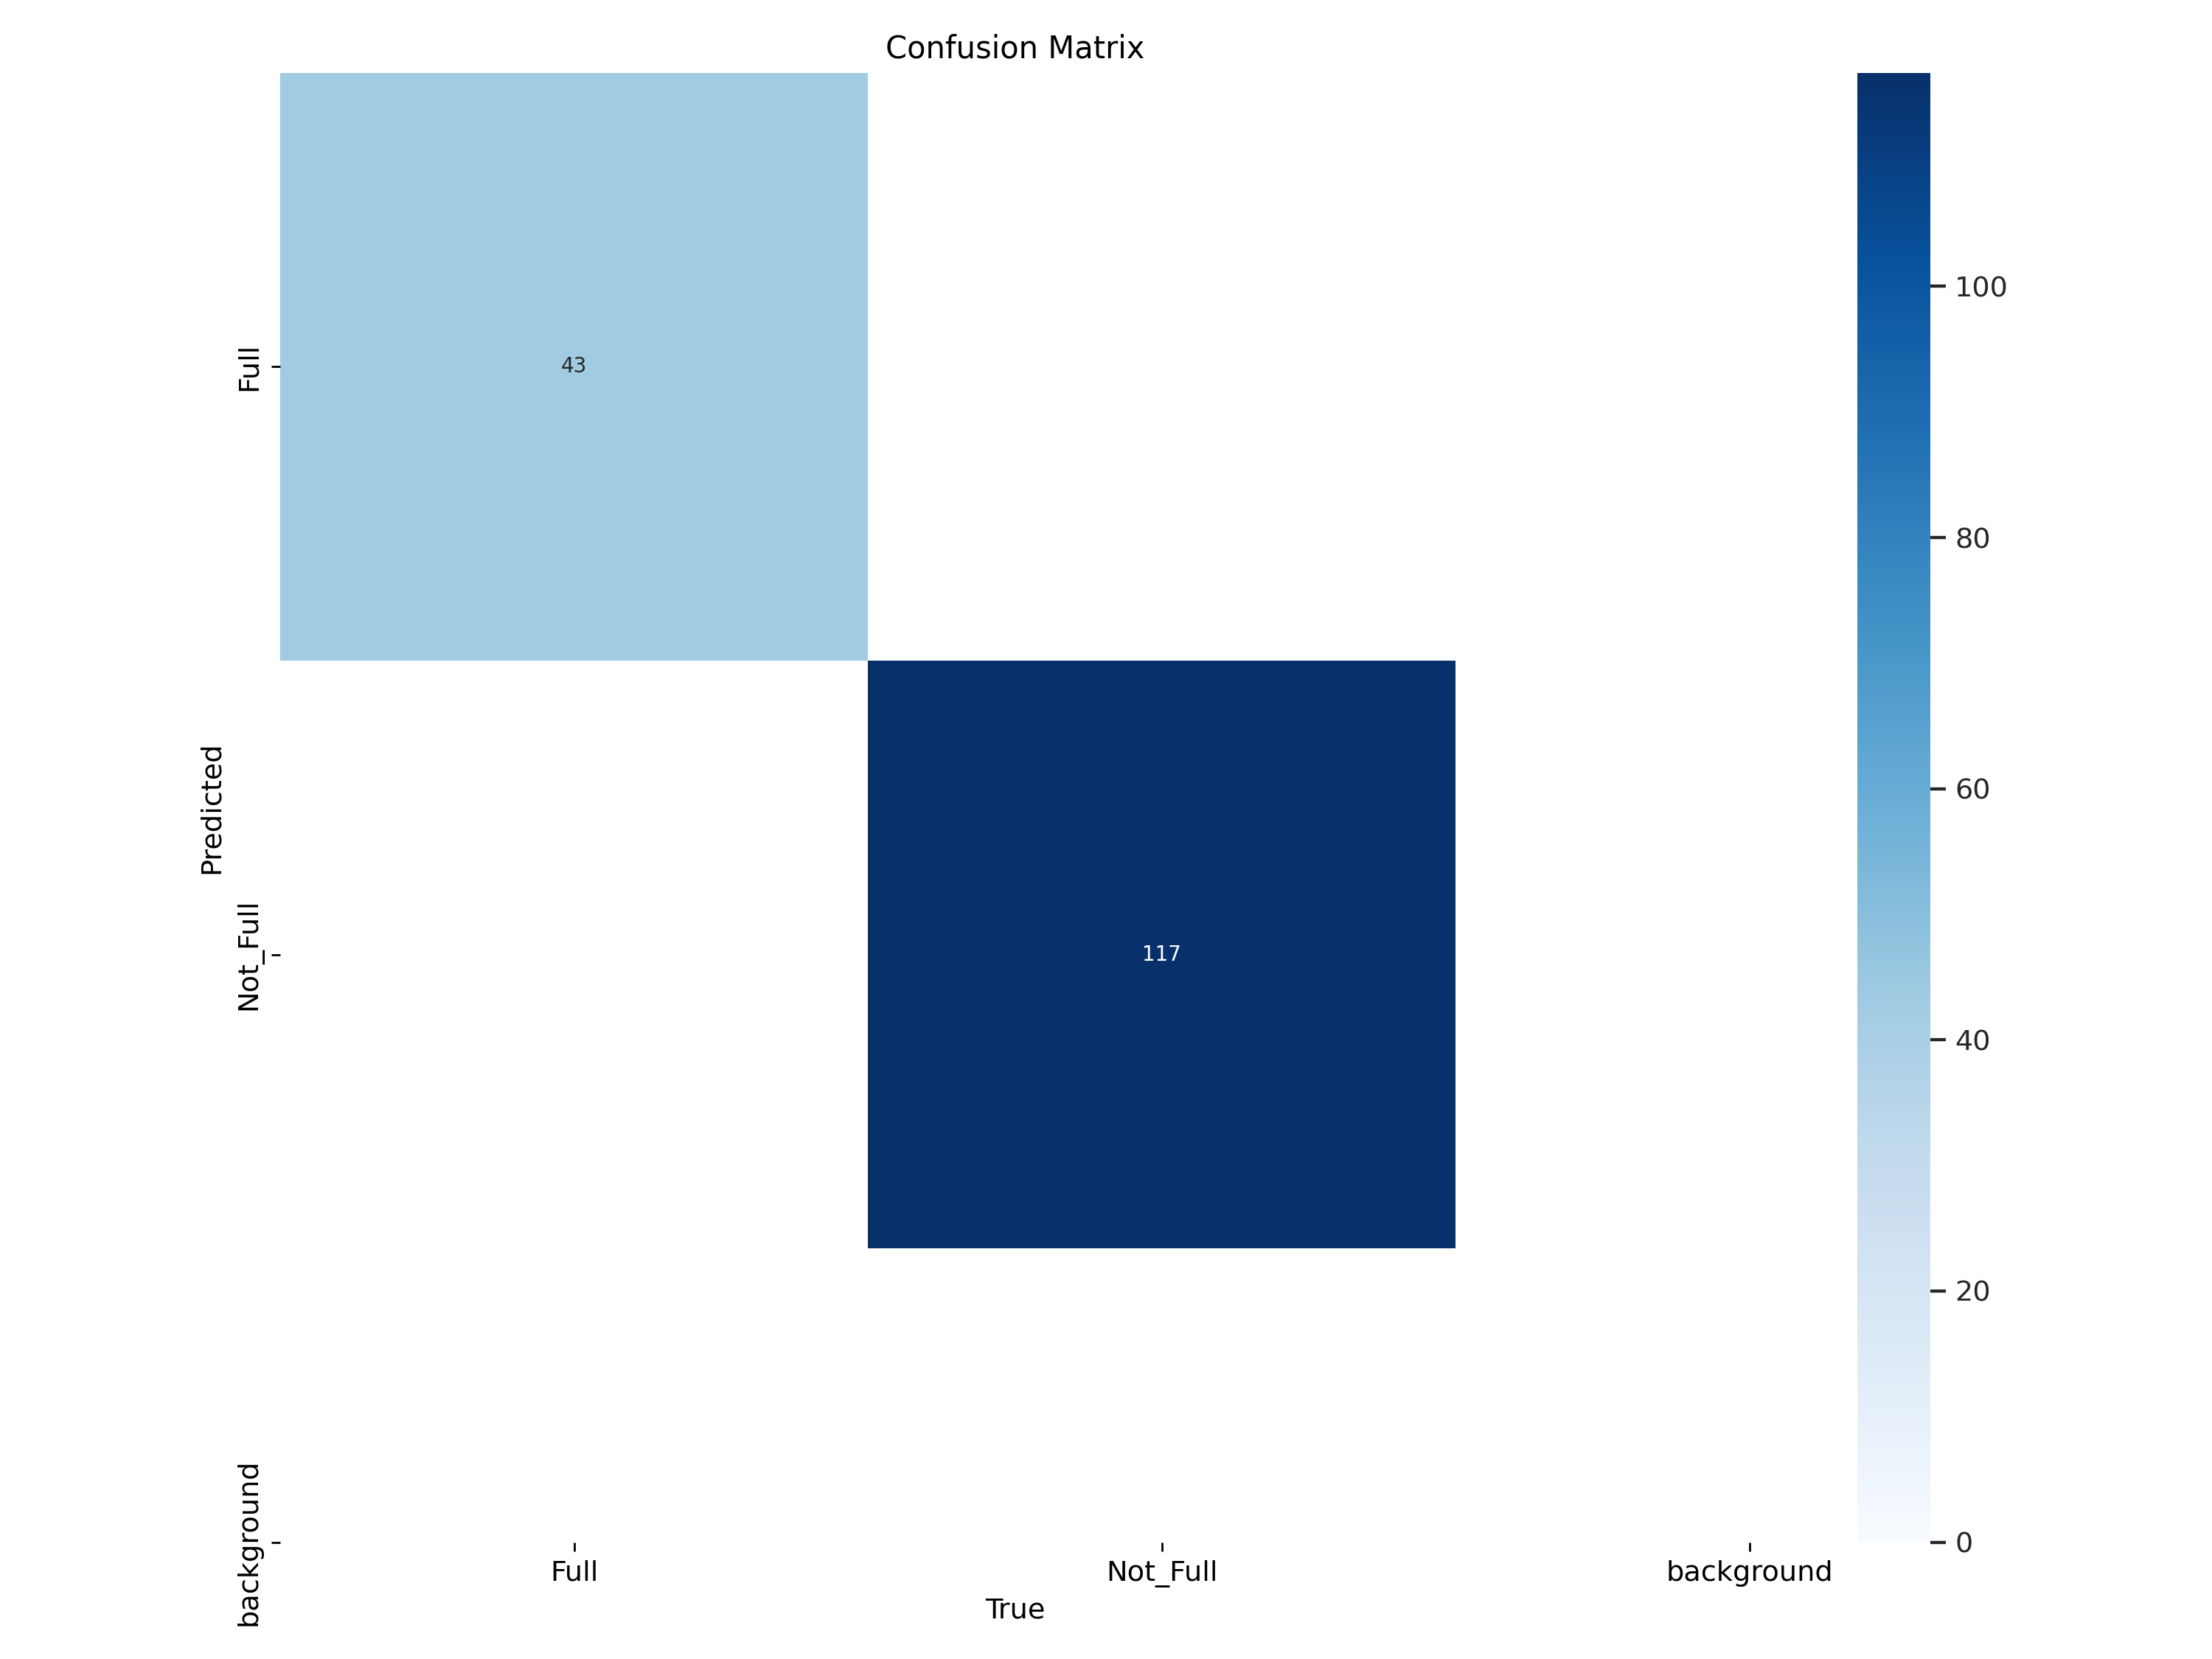 Confusion Matrix
Full
43
Not_Full
117
background
Predicted
Full
Not_Full
background
True
100
80
60
40
20
0